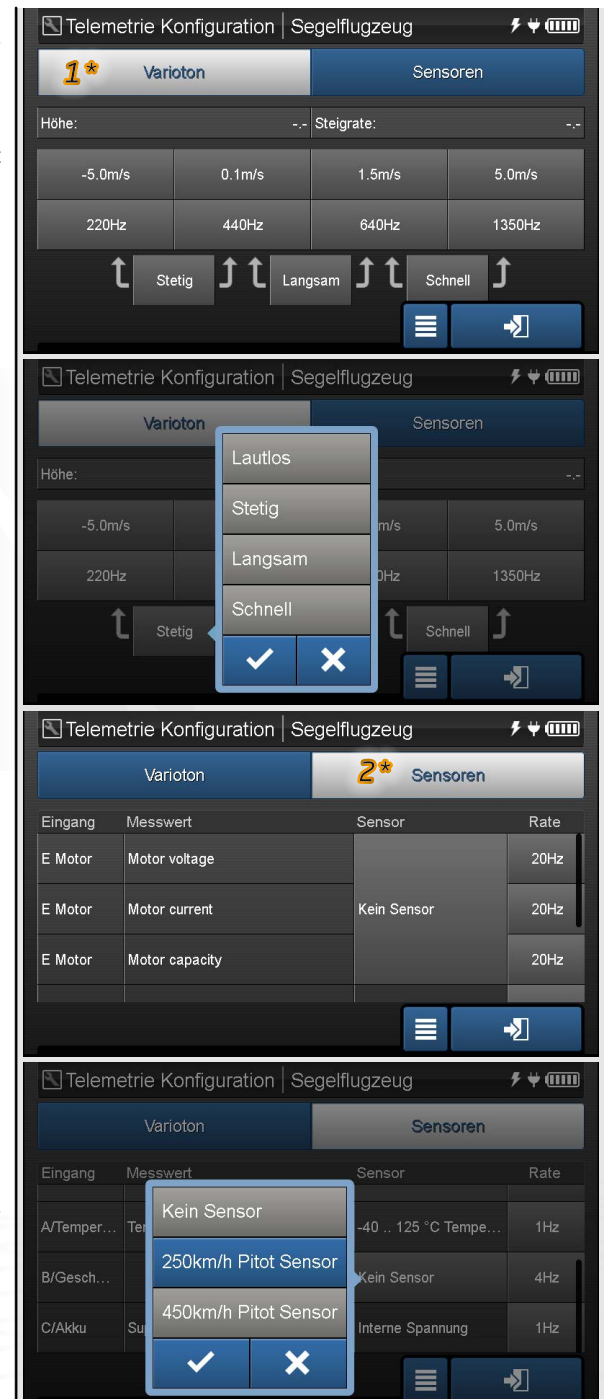 Telemetrie Konfiguration | Segelflugzeug
1* Varioton Sensoren
Höhe: -.- Steigrate: -.-
-5.0m/s 0.1m/s 1.5m/s 5.0m/s
220Hz 440Hz 640Hz 1350Hz
Stetig Langsam Schnell
Telemetrie Konfiguration | Segelflugzeug
Varioton Sensoren
Höhe: -.-
Lautlos
Stetig
Langsam
Schnell
-5.0m/s m/s 5.0m/s
220Hz 0Hz 1350Hz
Stetig Schnell
Telemetrie Konfiguration | Segelflugzeug
Varioton 2* Sensoren
Eingang Messwert Sensor Rate
E Motor Motor voltage 20Hz
E Motor Motor current Kein Sensor 20Hz
E Motor Motor capacity 20Hz
Telemetrie Konfiguration | Segelflugzeug
Varioton Sensoren
Eingang Messwert Sensor Rate
Kein Sensor
250km/h Pitot Sensor
450km/h Pitot Sensor
A/Temper... Ter -40 .. 125 °C Tempe... 1Hz
B/Gesch... Kein Sensor 4Hz
C/Akku Su Interne Spannung 1Hz